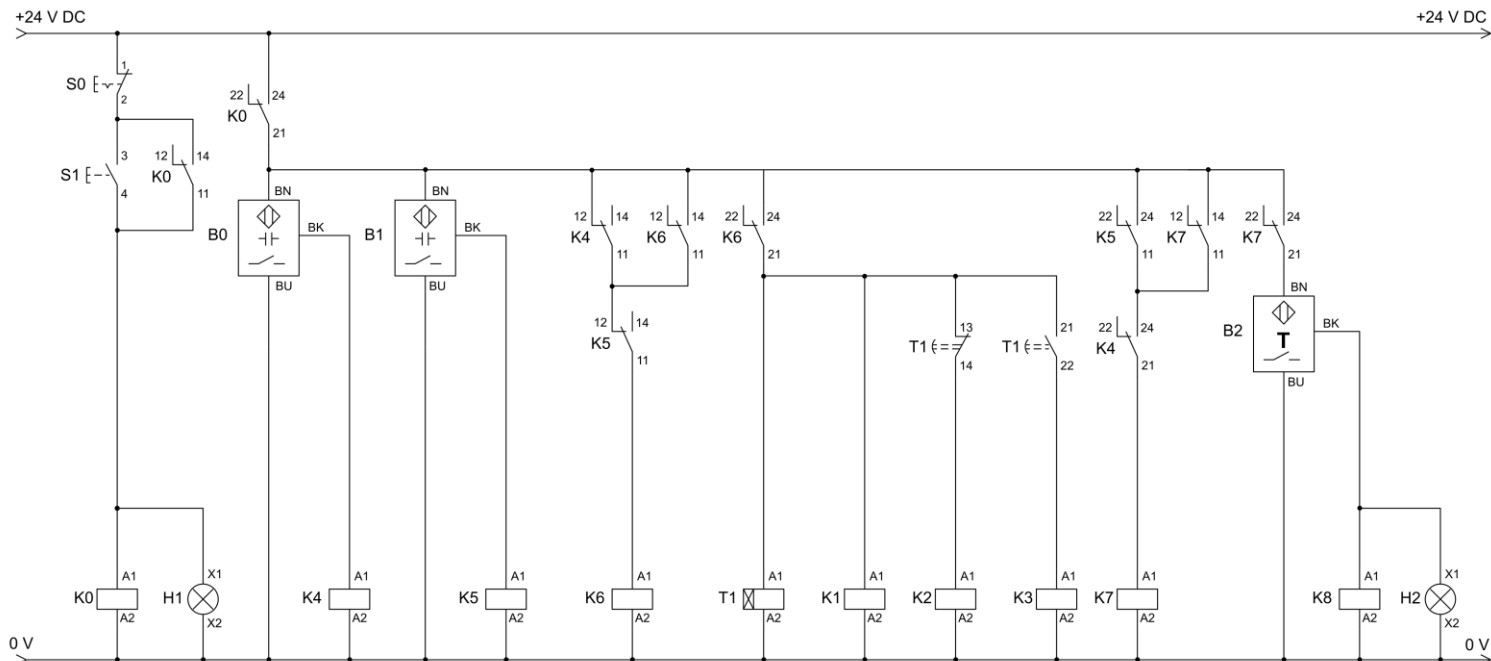 +24 V DC
+24 V DC
1
S0
2
22
24
K0
21
3
S1
4
12
14
K0
11
BN
B0
BK
BU
BN
B1
BK
BU
12
14
K4
11
12
14
K6
11
22
24
K6
21
22
24
K5
11
12
14
K7
11
22
24
K7
21
12
14
K5
11
13
T1
14
21
T1
22
22
24
K4
21
BN
B2
T
BK
BU
A1
K0
A2
X1
H1
X2
A1
K4
A2
A1
K5
A2
A1
K6
A2
A1
T1
A2
A1
K1
A2
A1
K2
A2
A1
K3
A2
A1
K7
A2
A1
K8
A2
X1
H2
X2
0 V
0 V